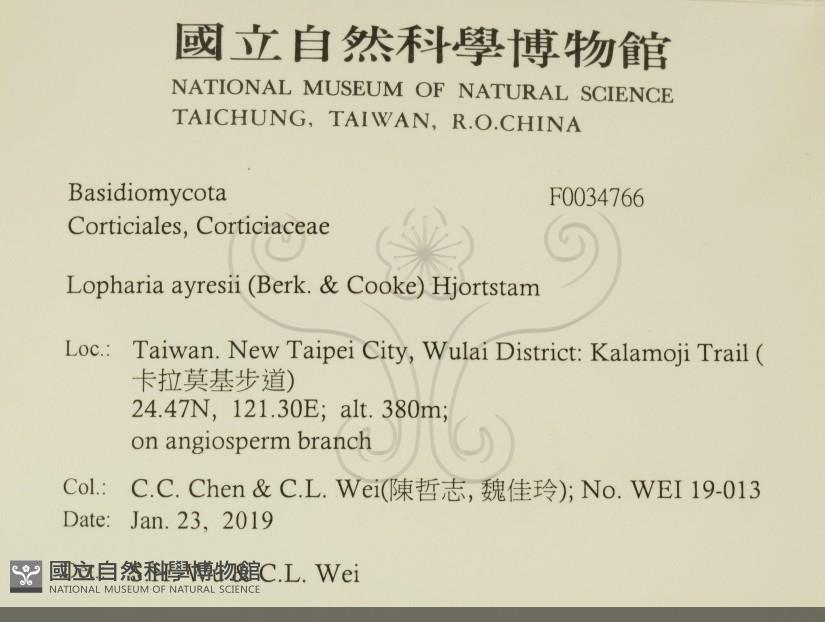 國立自然科學博物館
NATIONAL MUSEUM OF NATURAL SCIENCE
TAICHUNG, TAIWAN, R.O.CHINA
Basidiomycota F0034766
Corticiales, Corticiaceae
Lopharia ayresii (Berk. & Cooke) Hjortstam
Loc.: Taiwan. New Taipei City, Wulai District: Kalamoji Trail (
卡拉莫基步道)
24.47N, 121.30E; alt. 380m;
on angiosperm branch
Col.: C.C. Chen & C.L. Wei(陳哲志, 魏佳玲); No. WEI 19-013
Date: Jan. 23, 2019
& C.L. Wei
國立自然科學博物館
NATIONAL MUSEUM OF NATURAL SCIENCE